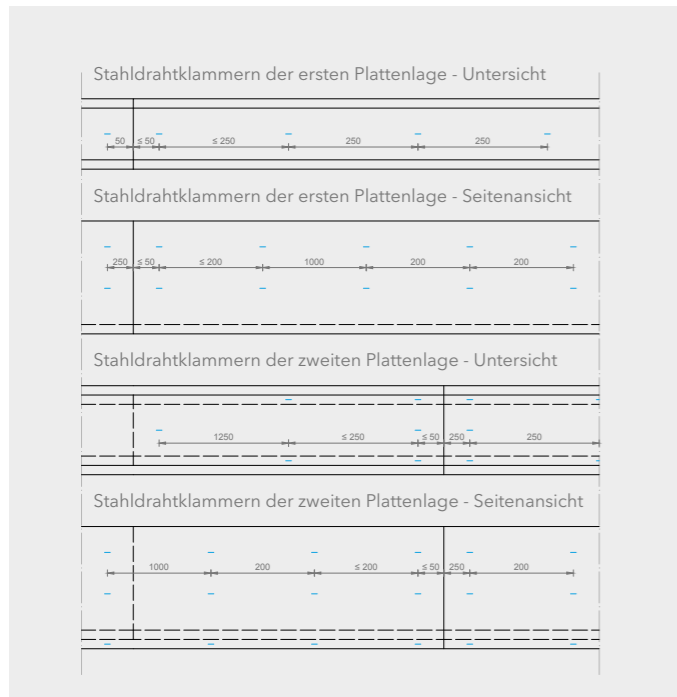 Stahldrahtklammern der ersten Plattenlage - Untersicht
50 ≤ 50 ≤ 250 250 250
Stahldrahtklammern der ersten Plattenlage - Seitenansicht
250 ≤ 50 ≤ 200 1000 200 200
Stahldrahtklammern der zweiten Plattenlage - Untersicht
1250 ≤ 250 ≤ 50 250 250
Stahldrahtklammern der zweiten Plattenlage - Seitenansicht
1000 200 ≤ 200 ≤ 50 250 200